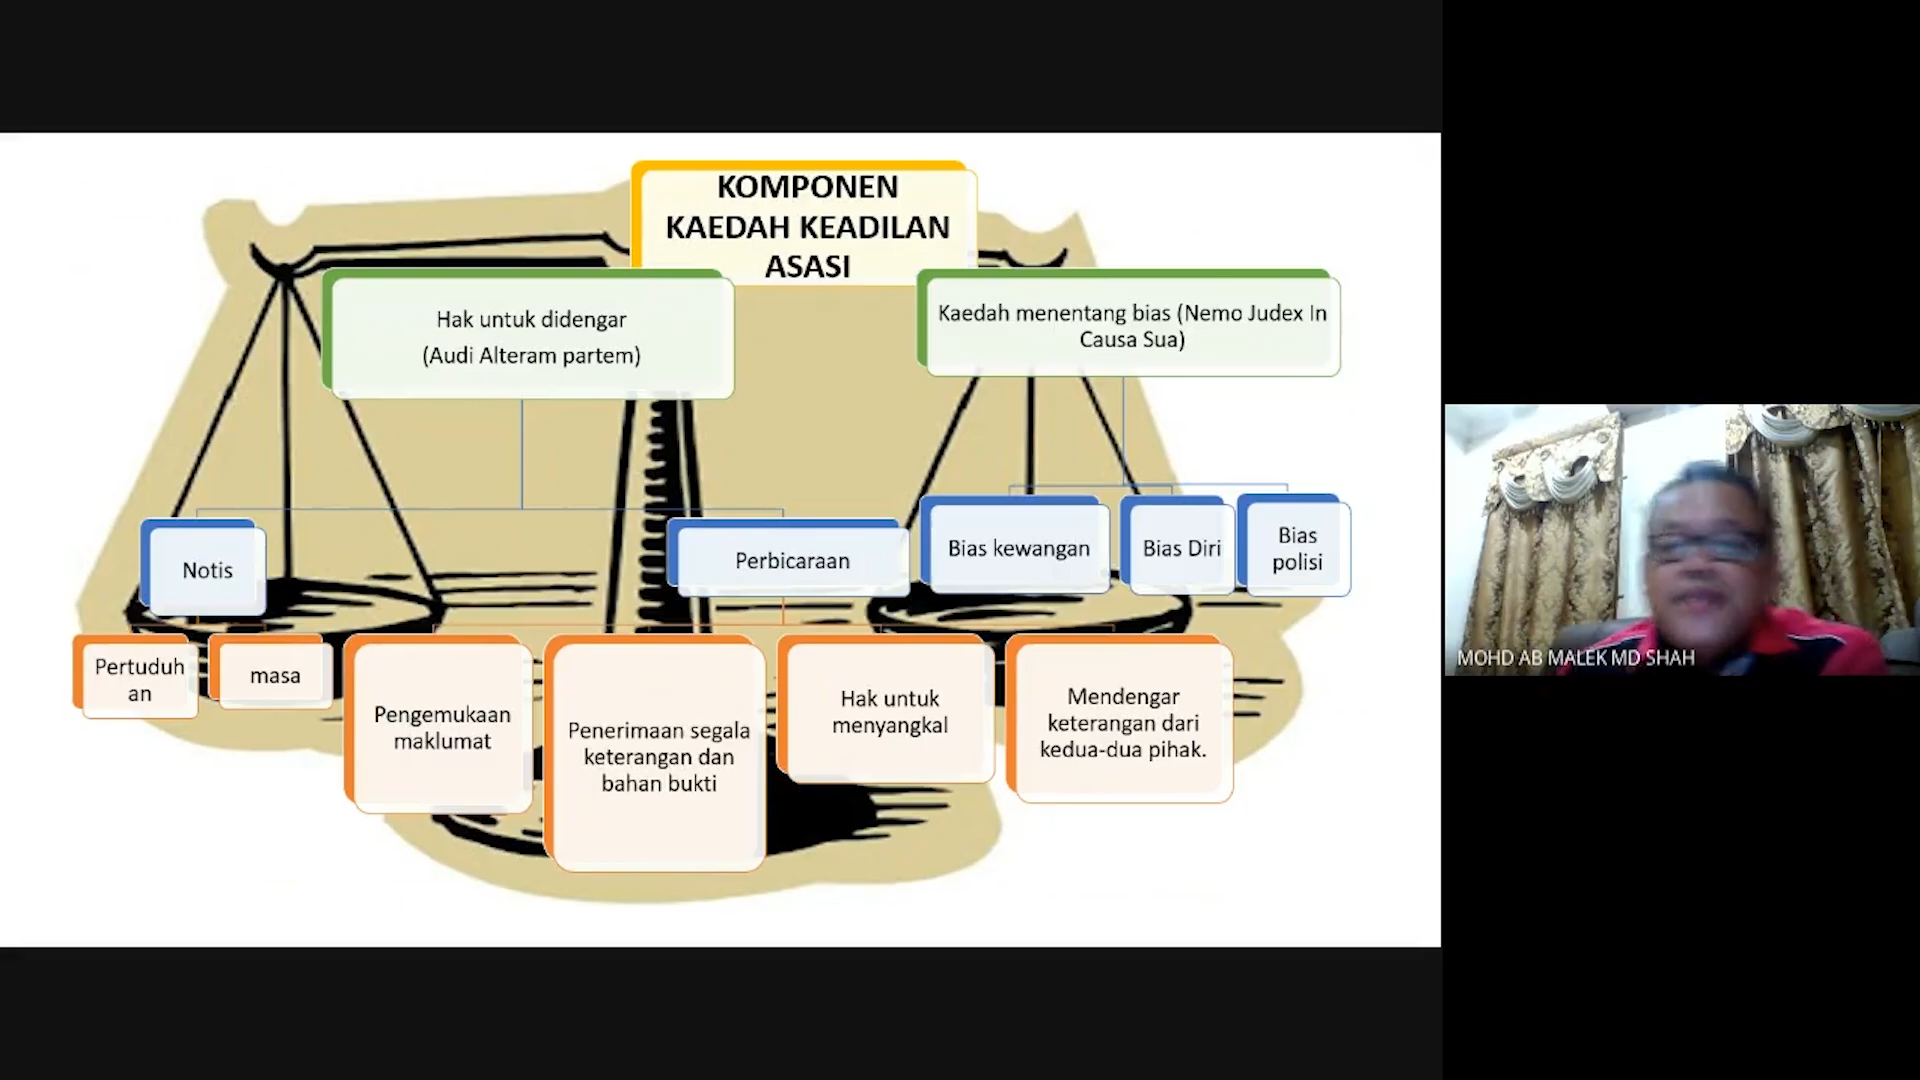 KOMPONEN
KAEDAH KEADILAN
ASASI
Hak untuk didengar
(Audi Alteram partem)
Kaedah menentang bias (Nemo Judex In
Causa Sua)
Notis
Perbicaraan
Bias kewangan
Bias Diri
Bias
polisi
Pertuduh
an
masa
Pengemukaan
maklumat
Penerimaan segala
keterangan dan
bahan bukti
Hak untuk
menyangkal
Mendengar
keterangan dari
kedua-dua pihak.
MOHD AB MALEK MD SHAH